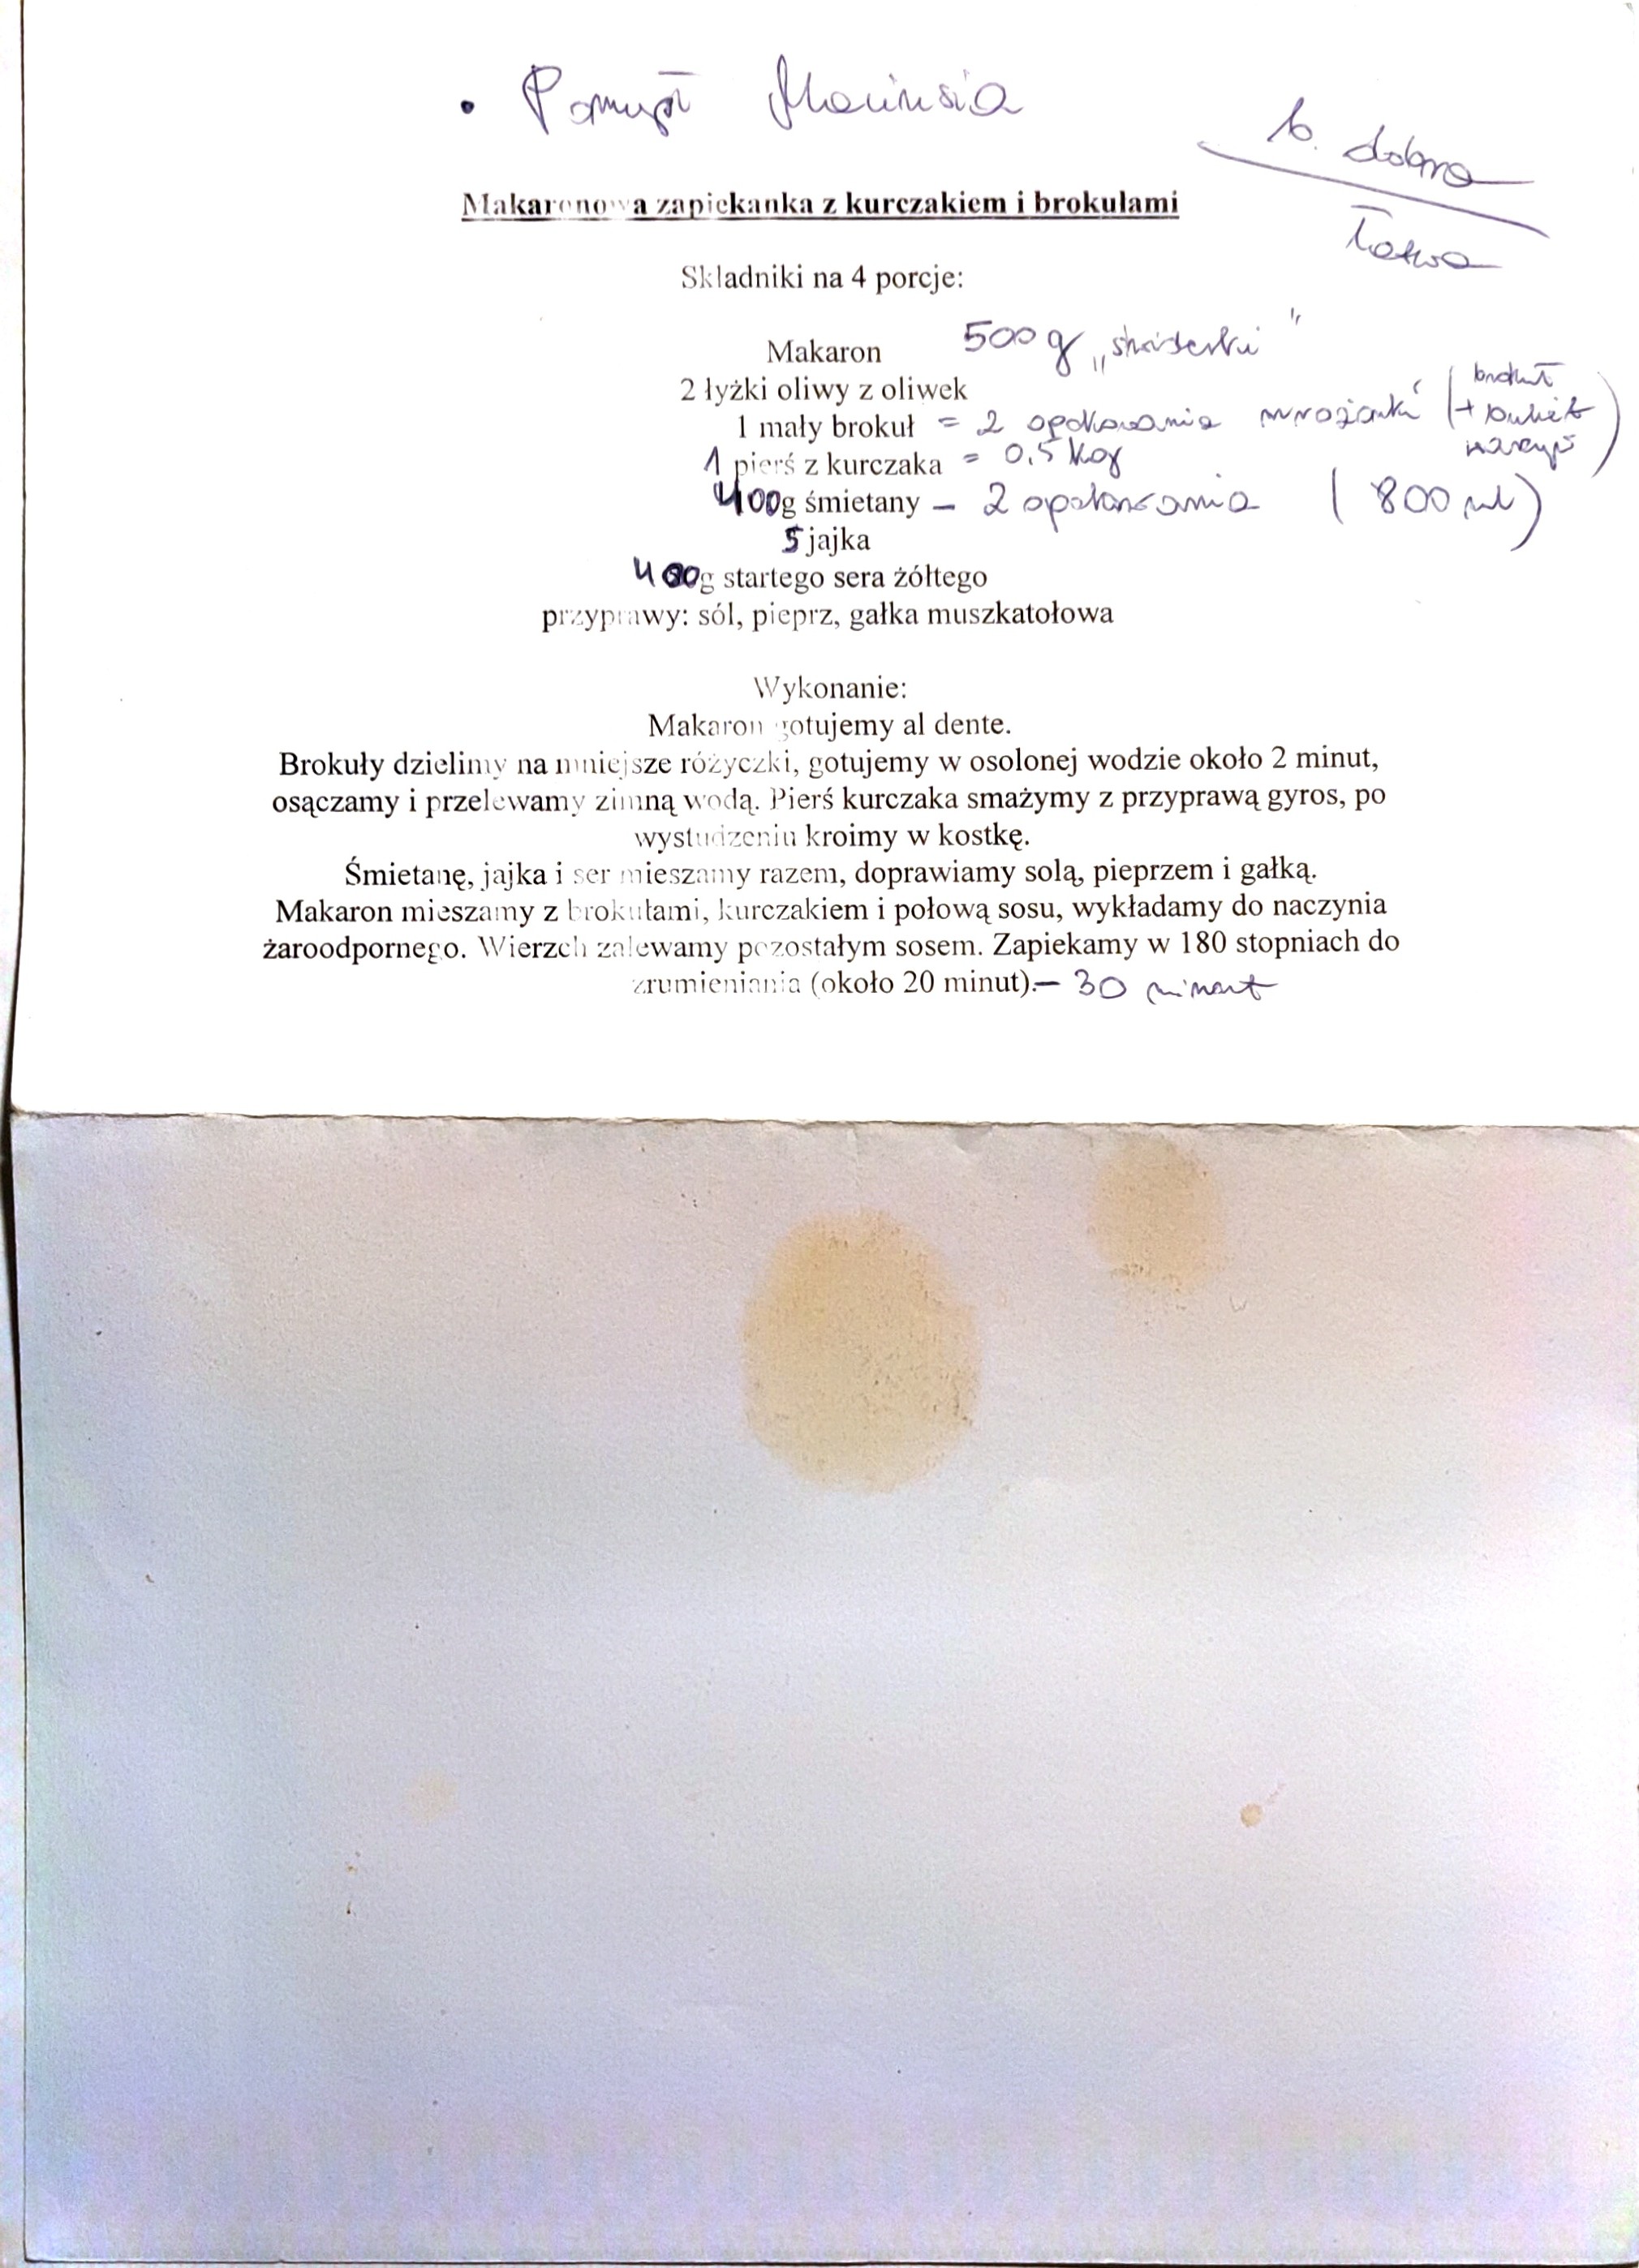 • Pomysł
b. dobra
Makaronowa zapiekanka z kurczakiem i brokułami
łatwa
Składniki na 4 porcje:
Makaron 500 g „świderki"
2 łyżki oliwy z oliwek
1 mały brokuł = 2 opakowania mrożonki (brokuł
+ kwiat
1 pierś z kurczaka = 0,5 kg
400g śmietany – 2 opakowania (800 ml)
5 jajka
400g startego sera żółtego
przyprawy: sól, pieprz, gałka muszkatołowa
Wykonanie:
Makaron gotujemy al dente.
Brokuły dzielimy na mniejsze różyczki, gotujemy w osolonej wodzie około 2 minut,
osączamy i przelewamy zimną wodą. Pierś kurczaka smażymy z przyprawą gyros, po
wystudzeniu kroimy w kostkę.
Śmietanę, jajka i ser mieszamy razem, doprawiamy solą, pieprzem i gałką.
Makaron mieszamy z brokułami, kurczakiem i połową sosu, wykładamy do naczynia
żaroodpornego. Wierzch zalewamy pozostałym sosem. Zapiekamy w 180 stopniach do
zrumieniania (około 20 minut).– 30 minut